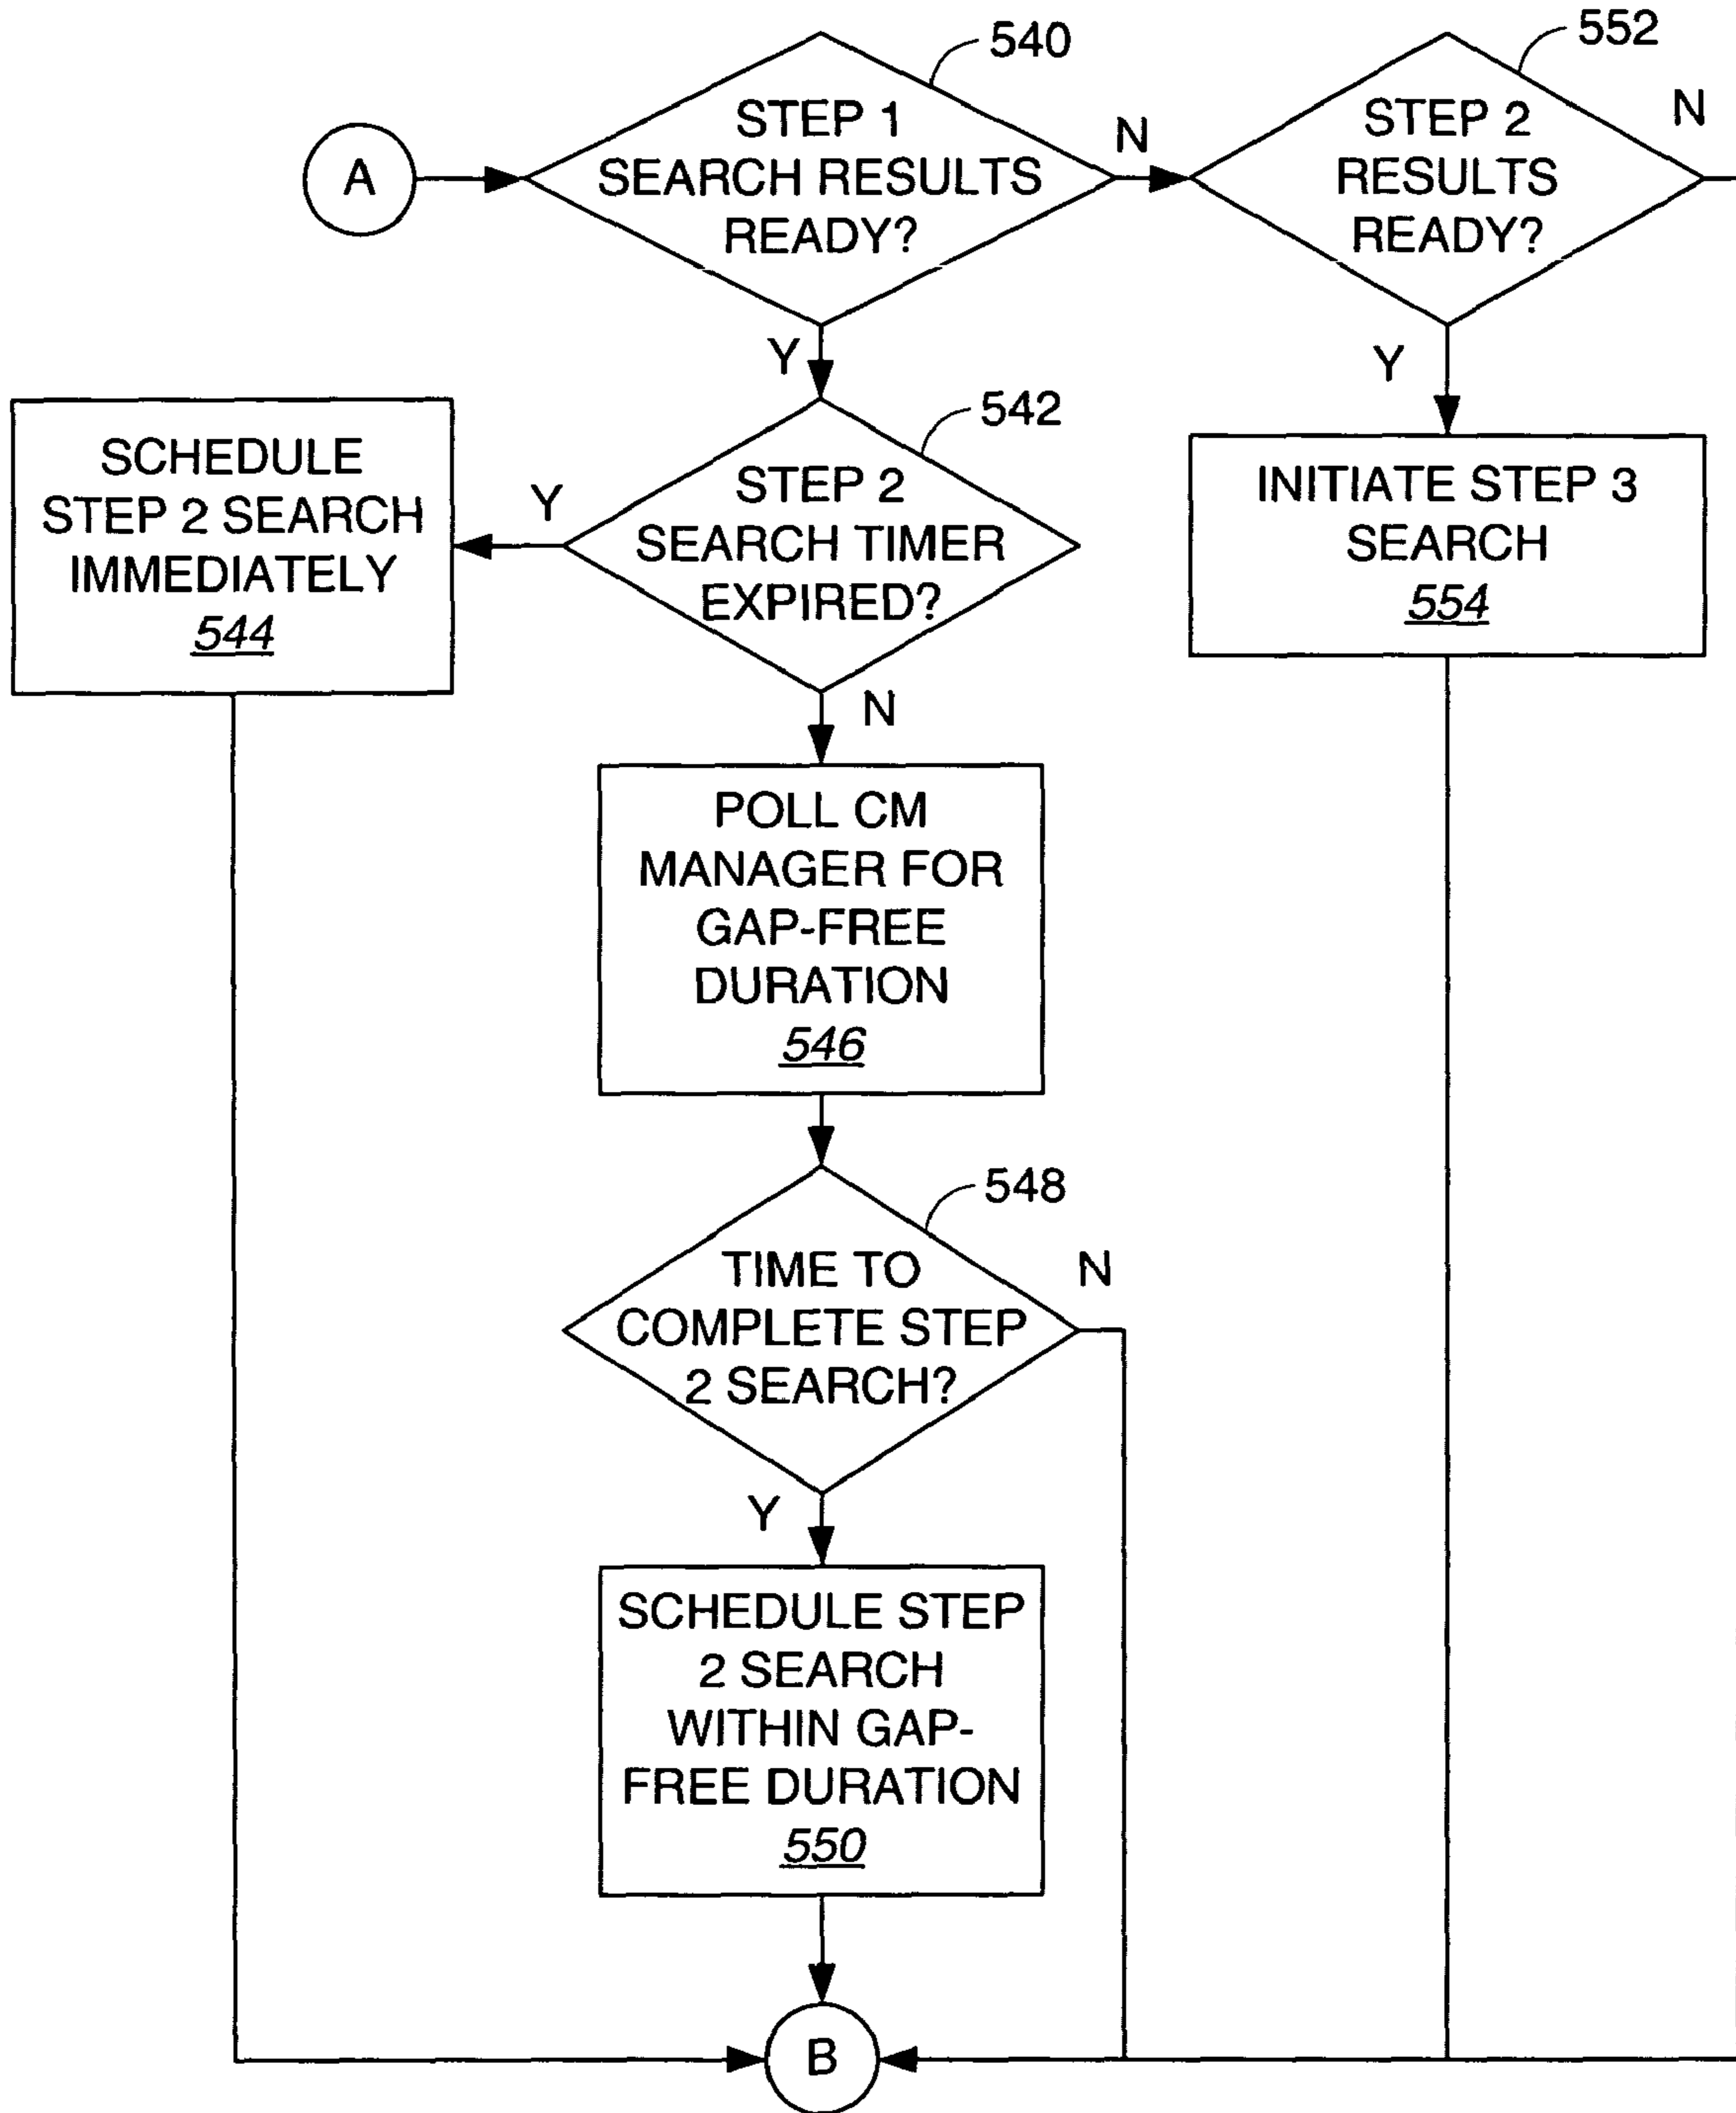 A
540
STEP 1
SEARCH RESULTS
READY?
N
552
STEP 2
RESULTS
READY?
N
Y
Y
542
STEP 2
SEARCH TIMER
EXPIRED?
Y
N
SCHEDULE
STEP 2 SEARCH
IMMEDIATELY
544
INITIATE STEP 3
SEARCH
554
POLL CM
MANAGER FOR
GAP-FREE
DURATION
546
548
TIME TO
COMPLETE STEP
2 SEARCH?
N
Y
SCHEDULE STEP
2 SEARCH
WITHIN GAP-
FREE DURATION
550
B